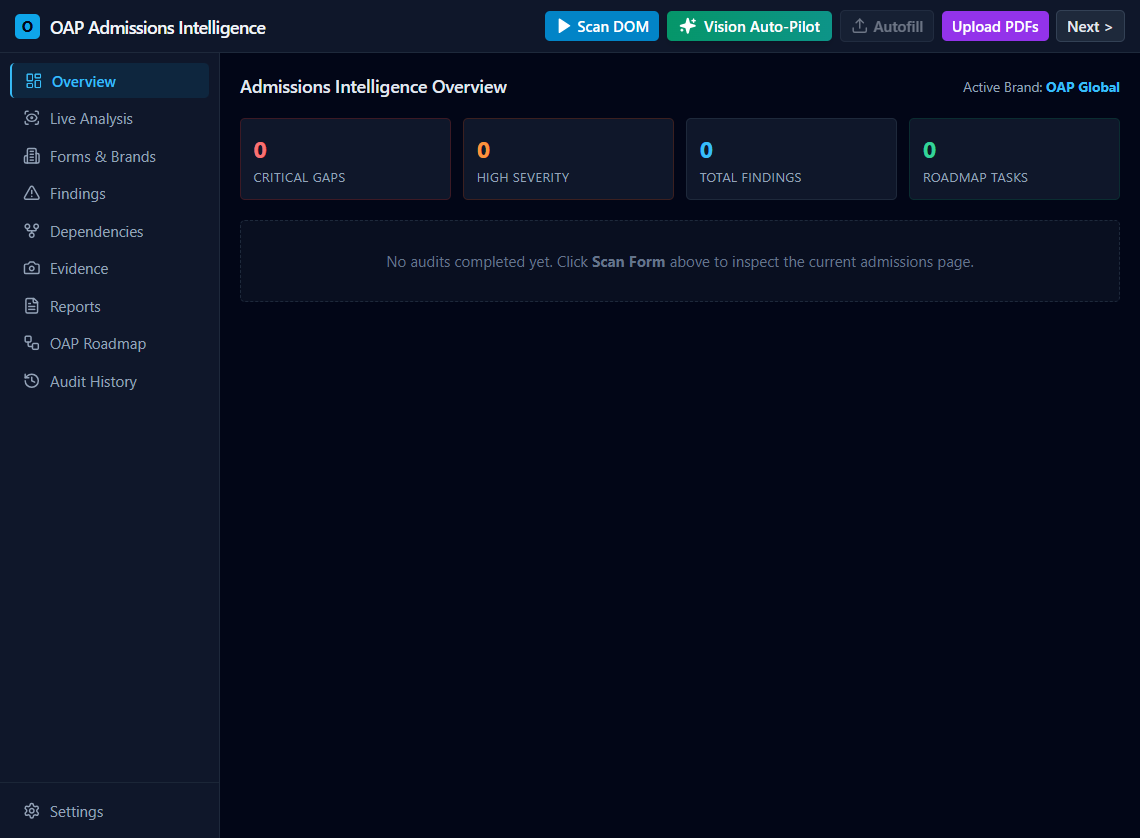 O OAP Admissions Intelligence
Scan DOM
Vision Auto-Pilot
Autofill
Upload PDFs
Next >
Overview
Live Analysis
Forms & Brands
Findings
Dependencies
Evidence
Reports
OAP Roadmap
Audit History
Settings
Admissions Intelligence Overview
Active Brand: OAP Global
0
CRITICAL GAPS
0
HIGH SEVERITY
0
TOTAL FINDINGS
0
ROADMAP TASKS
No audits completed yet. Click Scan Form above to inspect the current admissions page.